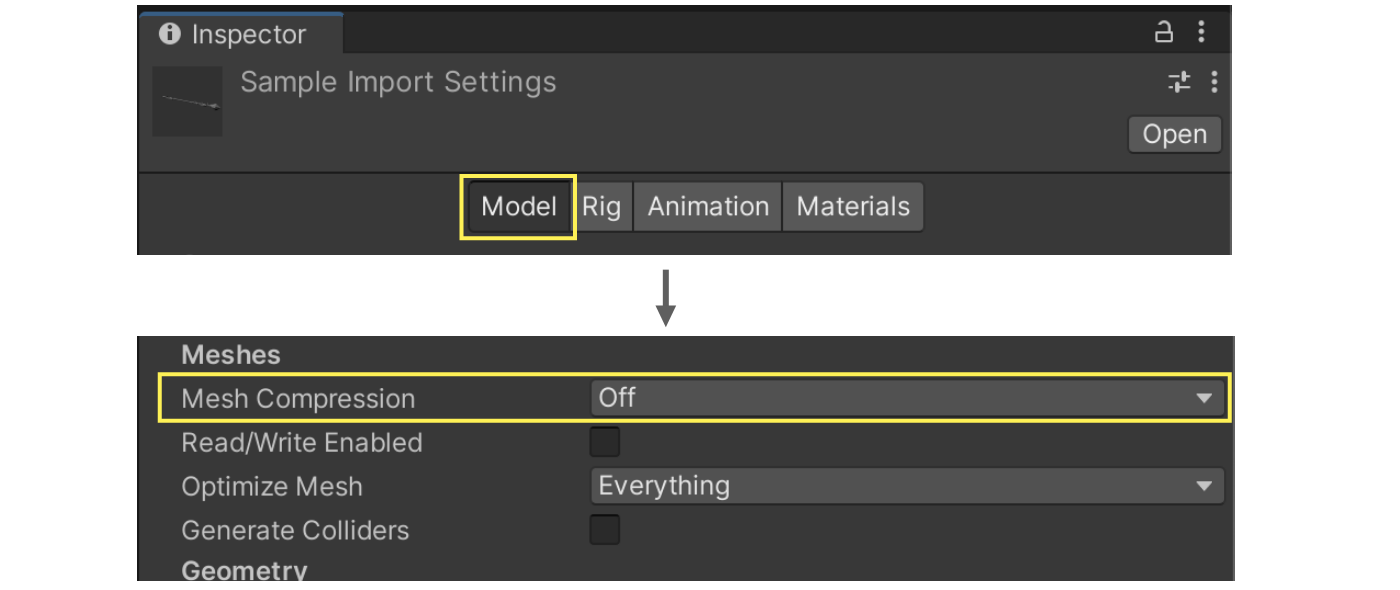 Inspector
Sample Import Settings
Open
Model Rig Animation Materials
Meshes
Mesh Compression Off
Read/Write Enabled
Optimize Mesh Everything
Generate Colliders
Geometry